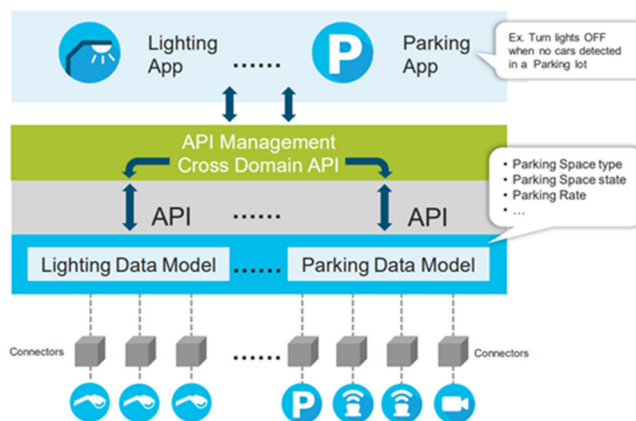 Lighting
App
......
P
Parking
App
Ex. Turn lights OFF
when no cars detected
in a Parking lot
API Management
Cross Domain API
API
......
API
• Parking Space type
• Parking Space state
• Parking Rate
• ...
Lighting Data Model
......
Parking Data Model
Connectors
......
Connectors
P